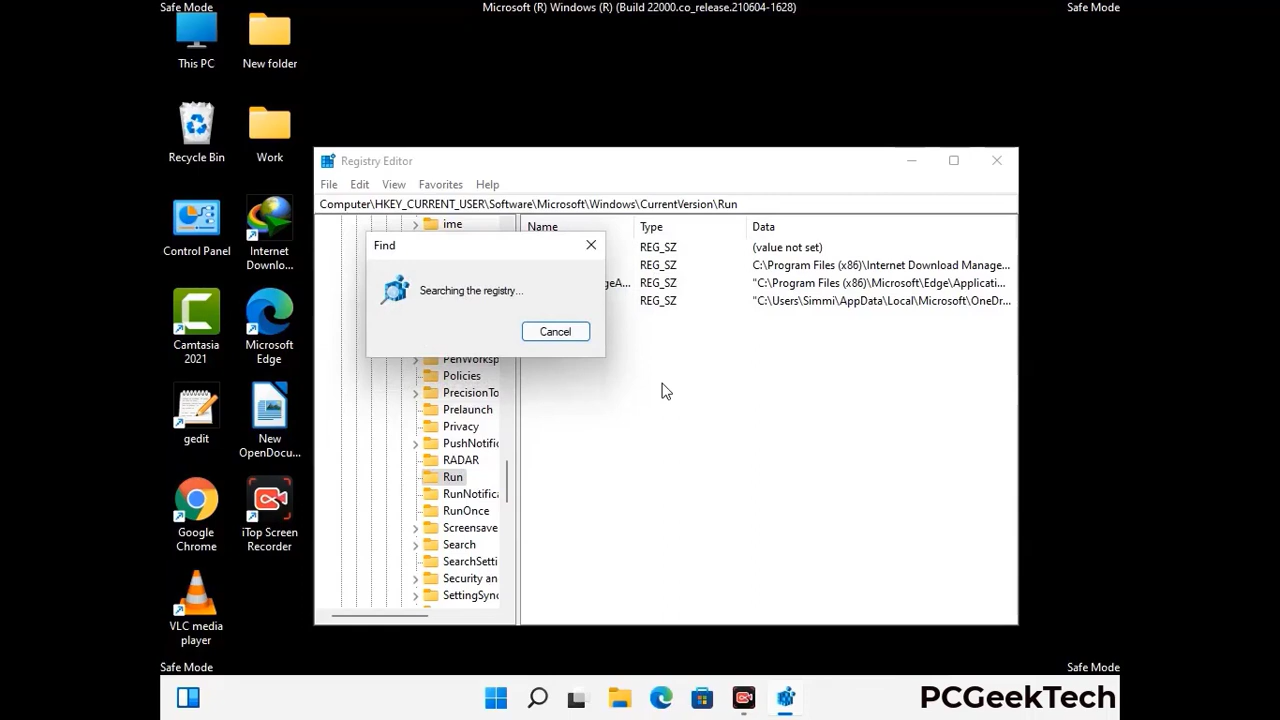 Safe Mode
Microsoft (R) Windows (R) (Build 22000.co_release.210604-1628)
Safe Mode
This PC
New folder
Recycle Bin
Work
Control Panel
Internet
Downlo...
Camtasia
2021
Microsoft
Edge
gedit
New
OpenDocu...
Google
Chrome
iTop Screen
Recorder
VLC media
player
Registry Editor
File Edit View Favorites Help
Computer\HKEY_CURRENT_USER\Software\Microsoft\Windows\CurrentVersion\Run
ime
Policies
PrecisionTo
Prelaunch
Privacy
PushNotific
RADAR
Run
RunNotifica
RunOnce
Screensave
Search
SearchSetti
Security an
SettingSync
Name Type Data
REG_SZ (value not set)
REG_SZ C:\Program Files (x86)\Internet Download Manage...
geA... REG_SZ "C:\Program Files (x86)\Microsoft\Edge\Applicati...
REG_SZ "C:\Users\Simmi\AppData\Local\Microsoft\OneDr...
Find
Searching the registry...
Cancel
Safe Mode
Safe Mode
PCGeekTech